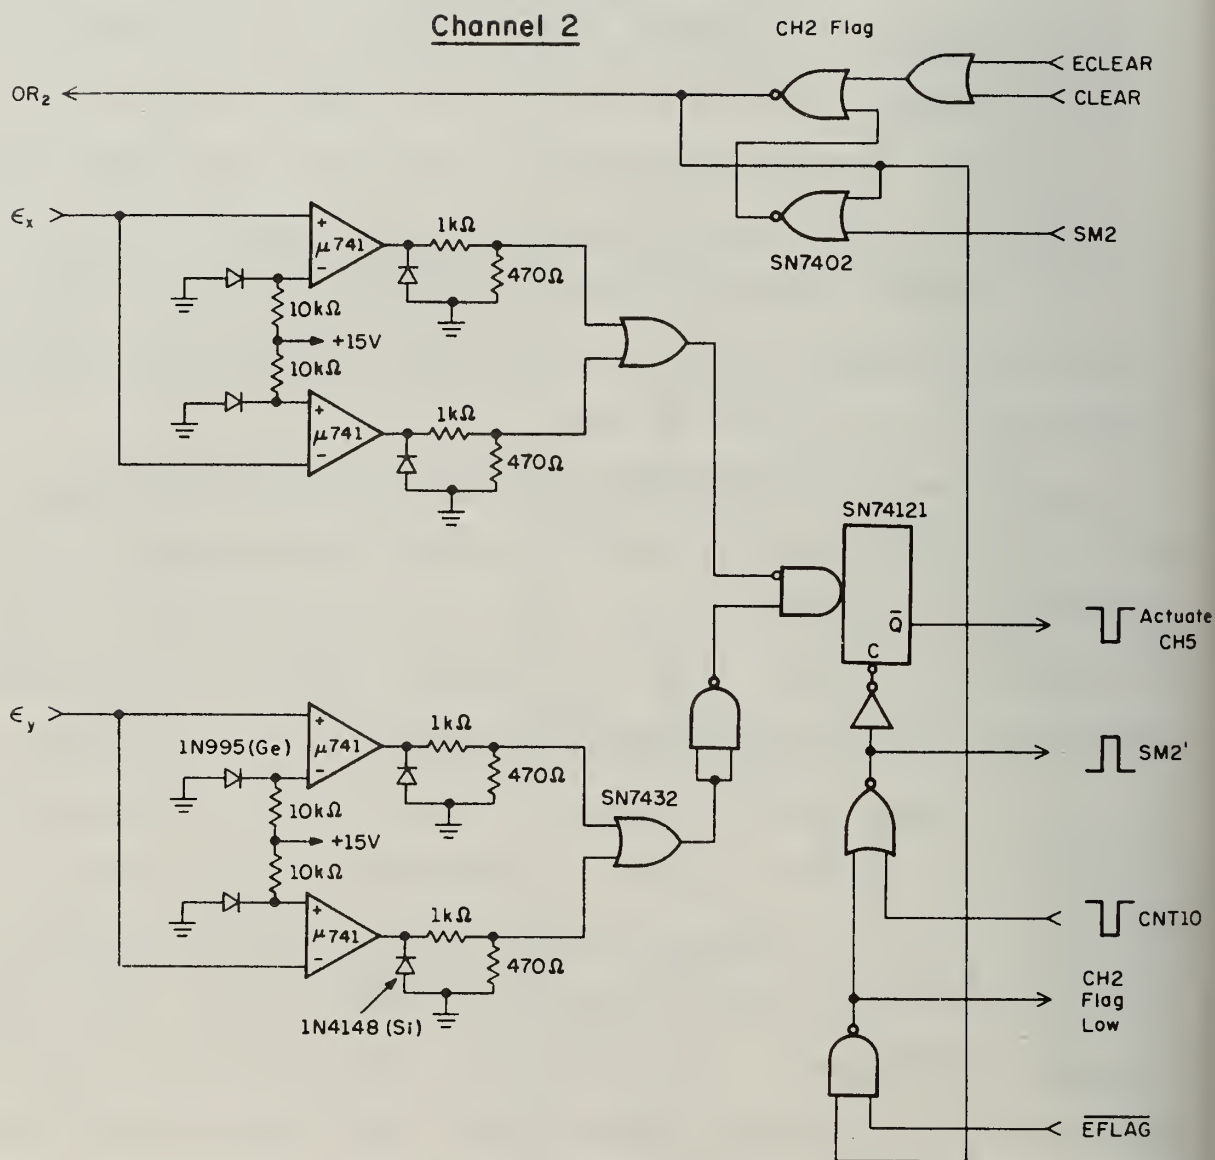 Channel 2
CH2 Flag
ECLEAR
CLEAR
OR₂
SM2
SN7402
ϵₓ
+
μ741
−
1kΩ
470Ω
10kΩ
+15V
10kΩ
+
μ741
−
1kΩ
470Ω
SN74121
Q̅
C
Actuate
CH5
SM2'
CNT10
CH2
Flag
Low
E̅F̅L̅A̅G̅
ϵᵧ
1N995(Ge)
+
μ741
−
1kΩ
470Ω
SN7432
10kΩ
+15V
10kΩ
+
μ741
−
1kΩ
470Ω
1N4148 (Si)